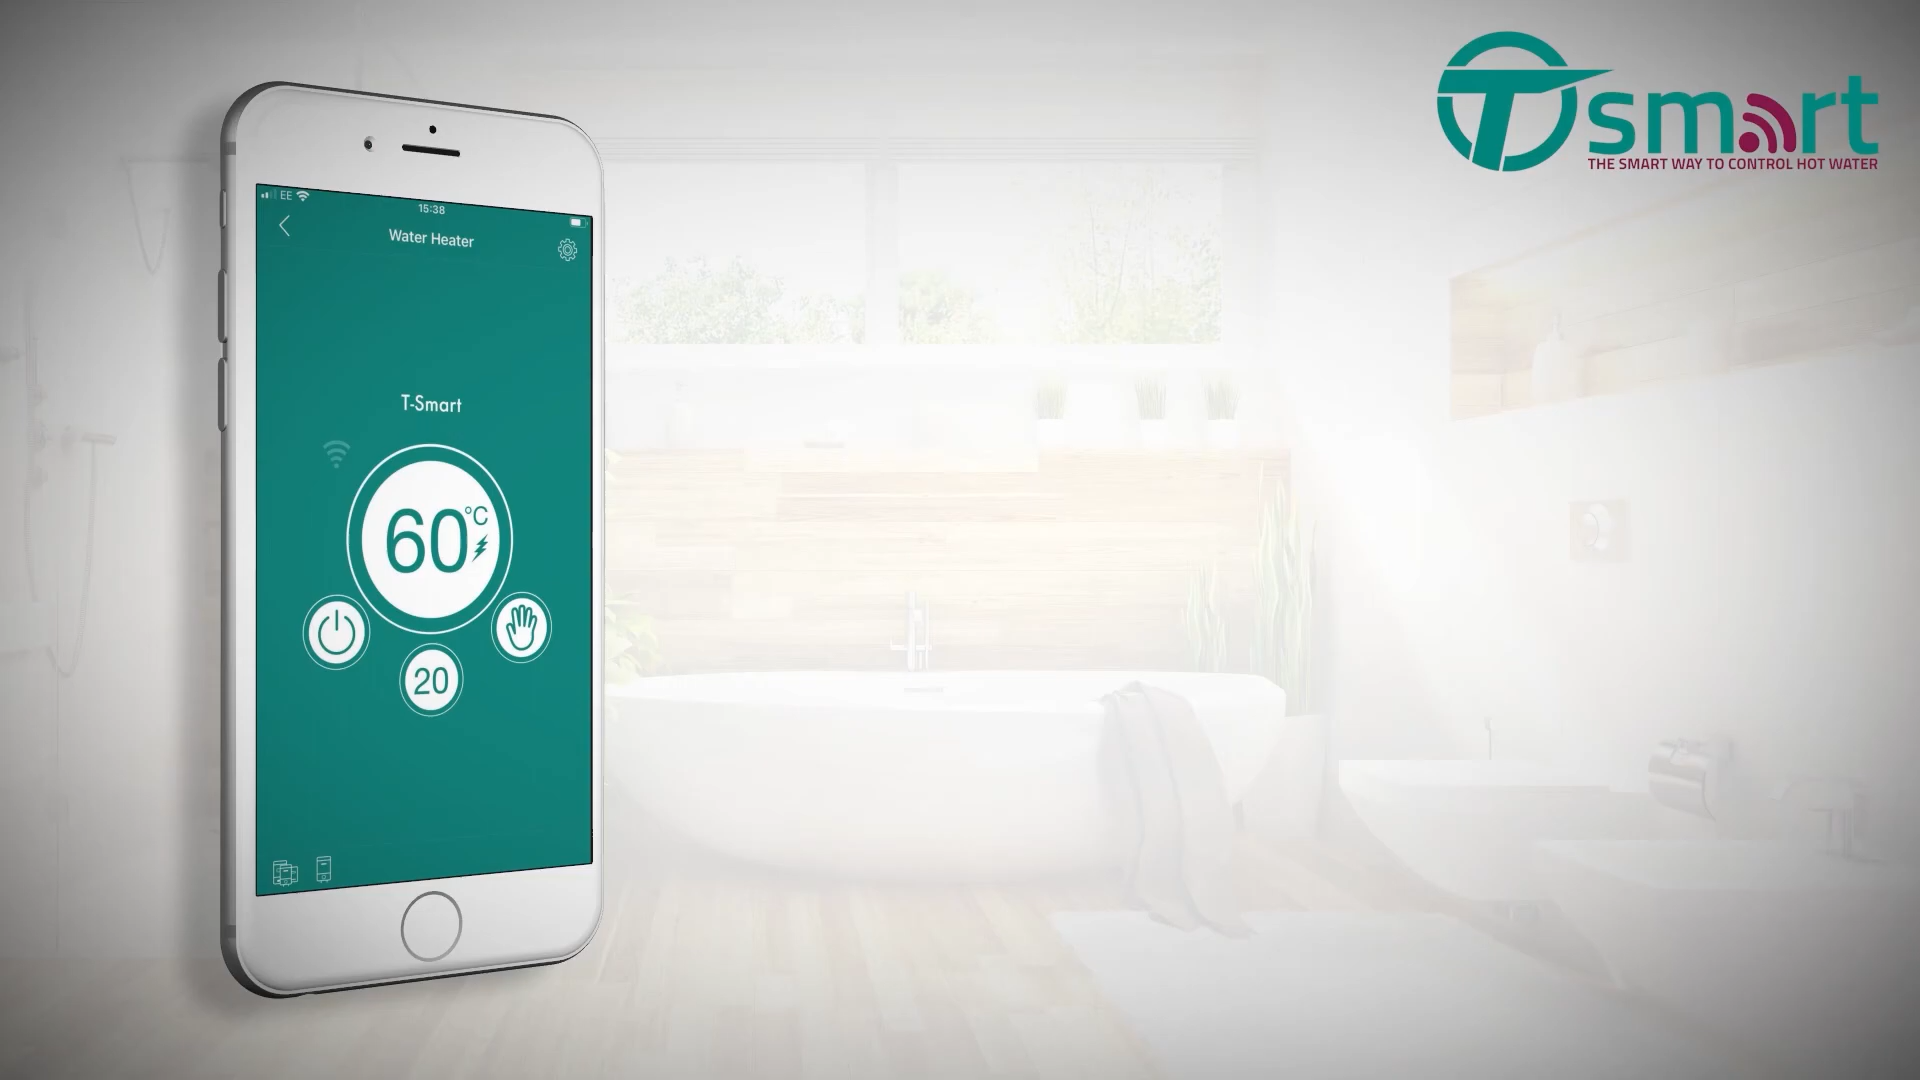 Tsmart
THE SMART WAY TO CONTROL HOT WATER
EE
15:38
Water Heater
T-Smart
60°C
20